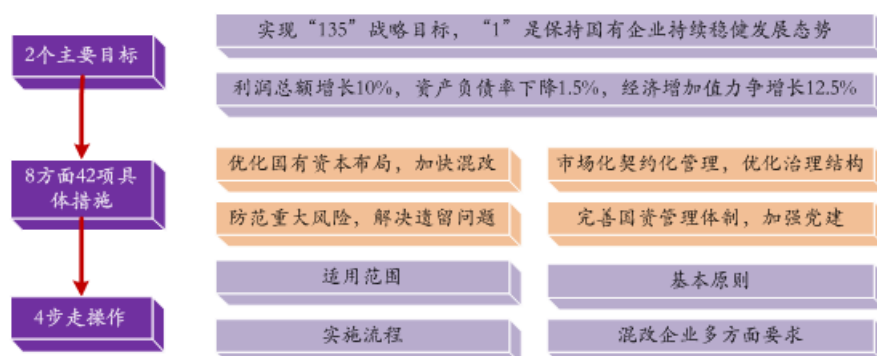 2个主要目标
实现“135”战略目标，“1”是保持国有企业持续稳健发展态势
利润总额增长10%，资产负债率下降1.5%，经济增加值力争增长12.5%
8方面42项具
体措施
优化国有资本布局，加快混改
市场化契约化管理，优化治理结构
防范重大风险，解决遗留问题
完善国资管理体制，加强党建
4步走操作
适用范围
基本原则
实施流程
混改企业多方面要求